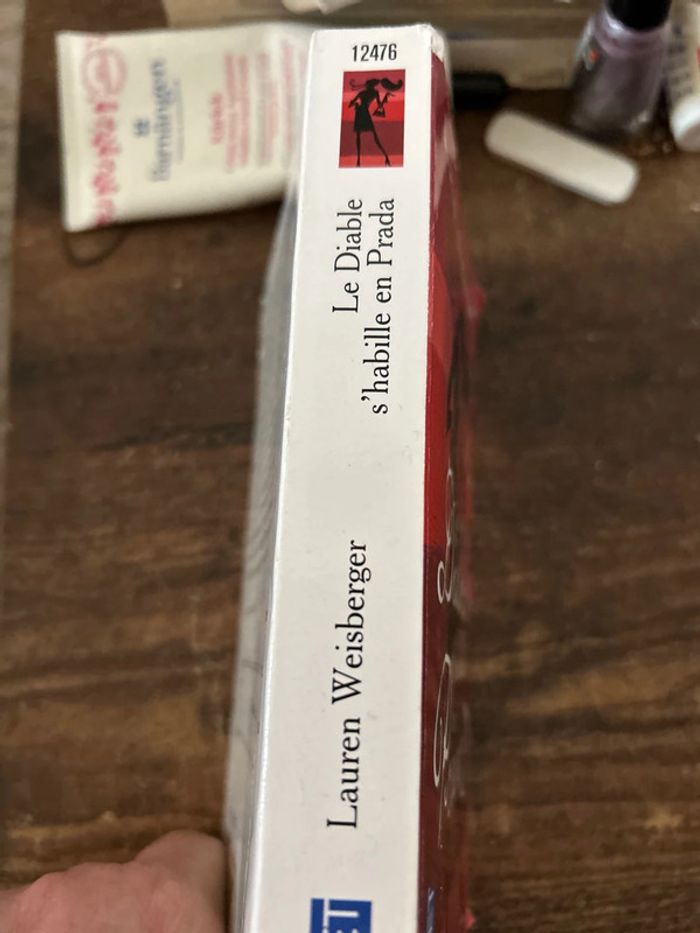 12476
Le Diable
s'habille en Prada
Lauren Weisberger